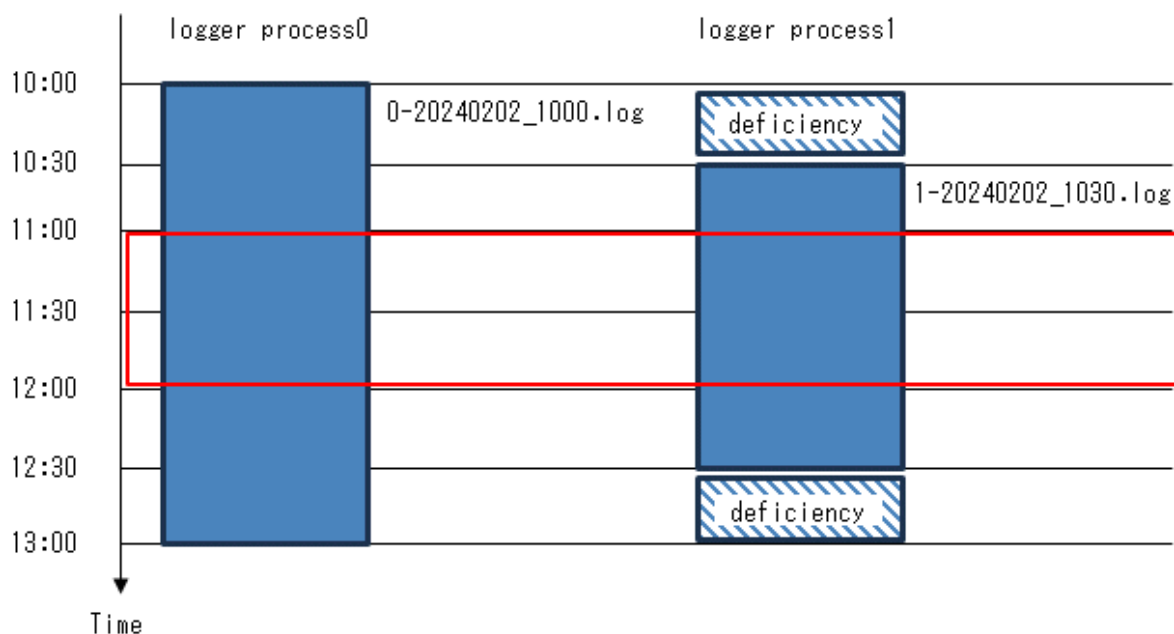 logger process0
logger process1
10:00
0-20240202_1000.log
deficiency
10:30
1-20240202_1030.log
11:00
11:30
12:00
12:30
deficiency
13:00
Time